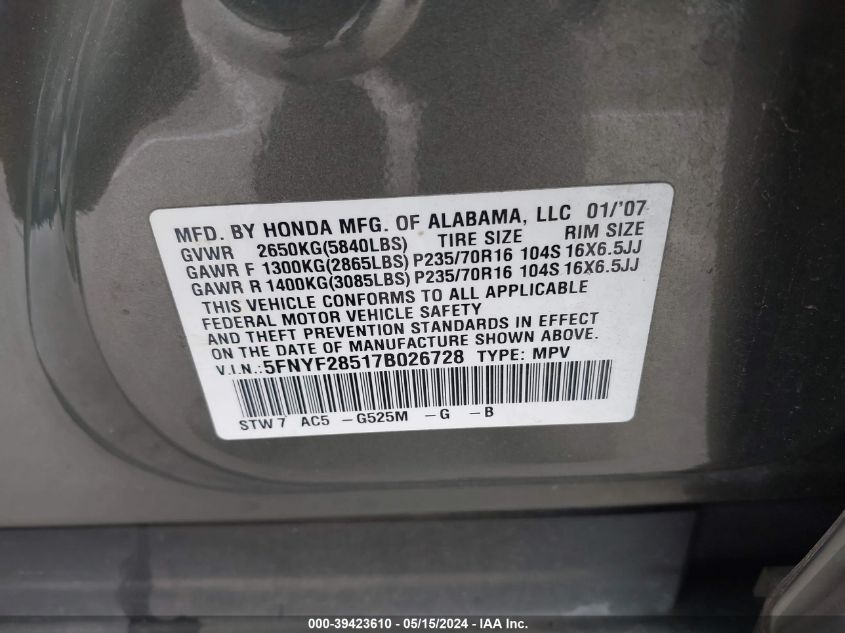 MFD. BY HONDA MFG. OF ALABAMA, LLC 01/'07
GVWR 2650KG(5840LBS) TIRE SIZE RIM SIZE
GAWR F 1300KG(2865LBS) P235/70R16 104S 16X6.5JJ
GAWR R 1400KG(3085LBS) P235/70R16 104S 16X6.5JJ
THIS VEHICLE CONFORMS TO ALL APPLICABLE
FEDERAL MOTOR VEHICLE SAFETY
AND THEFT PREVENTION STANDARDS IN EFFECT
ON THE DATE OF MANUFACTURE SHOWN ABOVE.
V.I.N.:5FNYF28517B026728 TYPE: MPV
STW7 AC5 -G525M -G -B
000-39423610 - 05/15/2024 - IAA Inc.